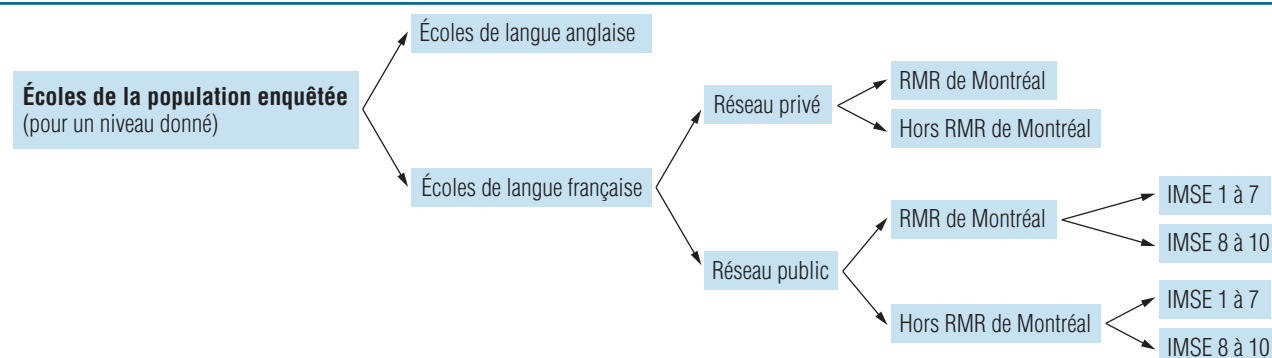 Écoles de langue anglaise
Écoles de la population enquêtée
(pour un niveau donné)
Écoles de langue française
Réseau privé
RMR de Montréal
Hors RMR de Montréal
Réseau public
RMR de Montréal
IMSE 1 à 7
IMSE 8 à 10
Hors RMR de Montréal
IMSE 1 à 7
IMSE 8 à 10